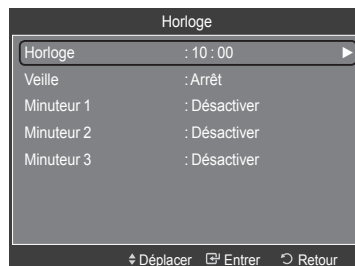 Horloge
Horloge : 10 : 00
Veille : Arrêt
Minuteur 1 : Désactiver
Minuteur 2 : Désactiver
Minuteur 3 : Désactiver
Déplacer Entrer Retour